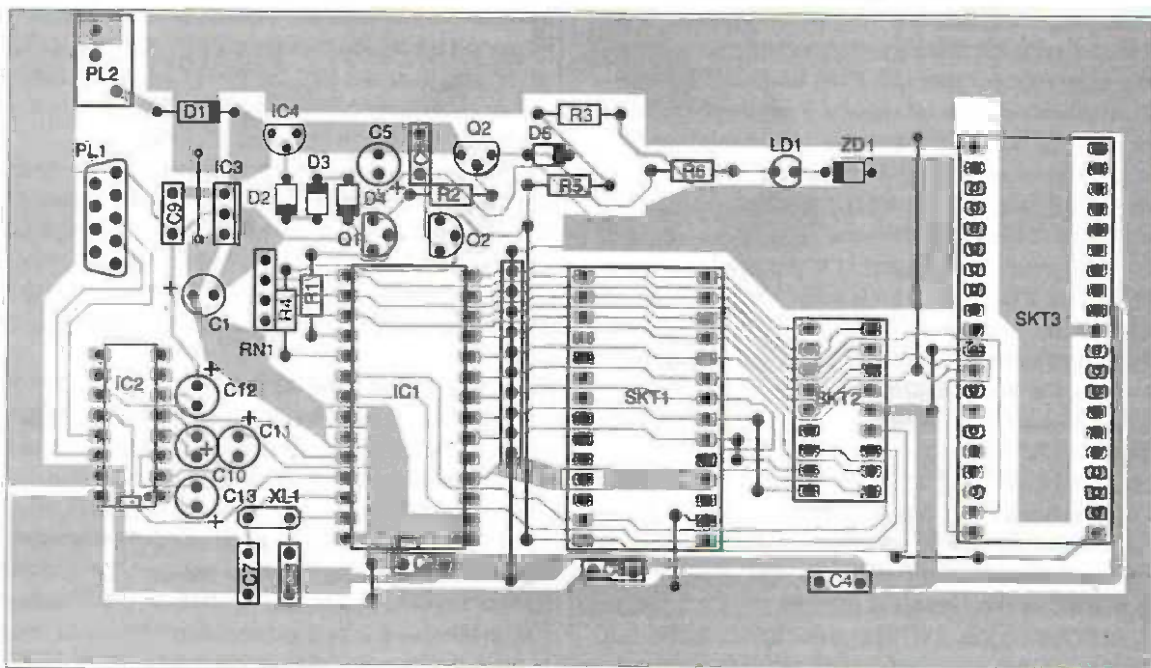 PL2
D1
IC4
PL1
C5
Q2
D5
R3
LD1
ZD1
IC3
D3
R6
C9
D2
D4
R2
R5
Q1
Q2
C1
R4
R1
RN1
SKT3
IC2
C12
IC1
SKT1
SKT2
C11
C10
C13
XL1
C7
C4